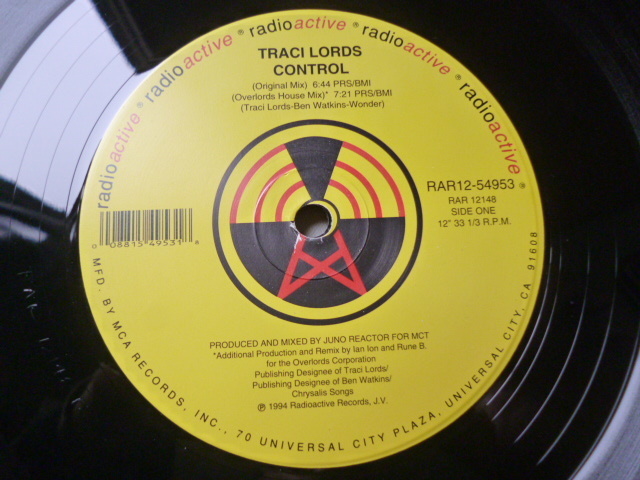 radioactive ® radioactive ® radioactive ® radioactive ® radioactive ®
TRACI LORDS
CONTROL
(Original Mix) 6:44 PRS/BMI
(Overlords House Mix)* 7:21 PRS/BMI
(Traci Lords-Ben Watkins-Wonder)
RAR12-54953
RAR 12148
SIDE ONE
12" 33 1/3 R.P.M.
0 08815 49531 8
PRODUCED AND MIXED BY JUNO REACTOR FOR MCT
*Additional Production and Remix by Ian Ion and Rune B.
for the Overlords Corporation
Publishing Designee of Traci Lords/
Publishing Designee of Ben Watkins/
Chrysalis Songs
℗ 1994 Radioactive Records, J.V.
MFD. BY MCA RECORDS, INC., 70 UNIVERSAL CITY PLAZA, UNIVERSAL CITY, CA. 91608